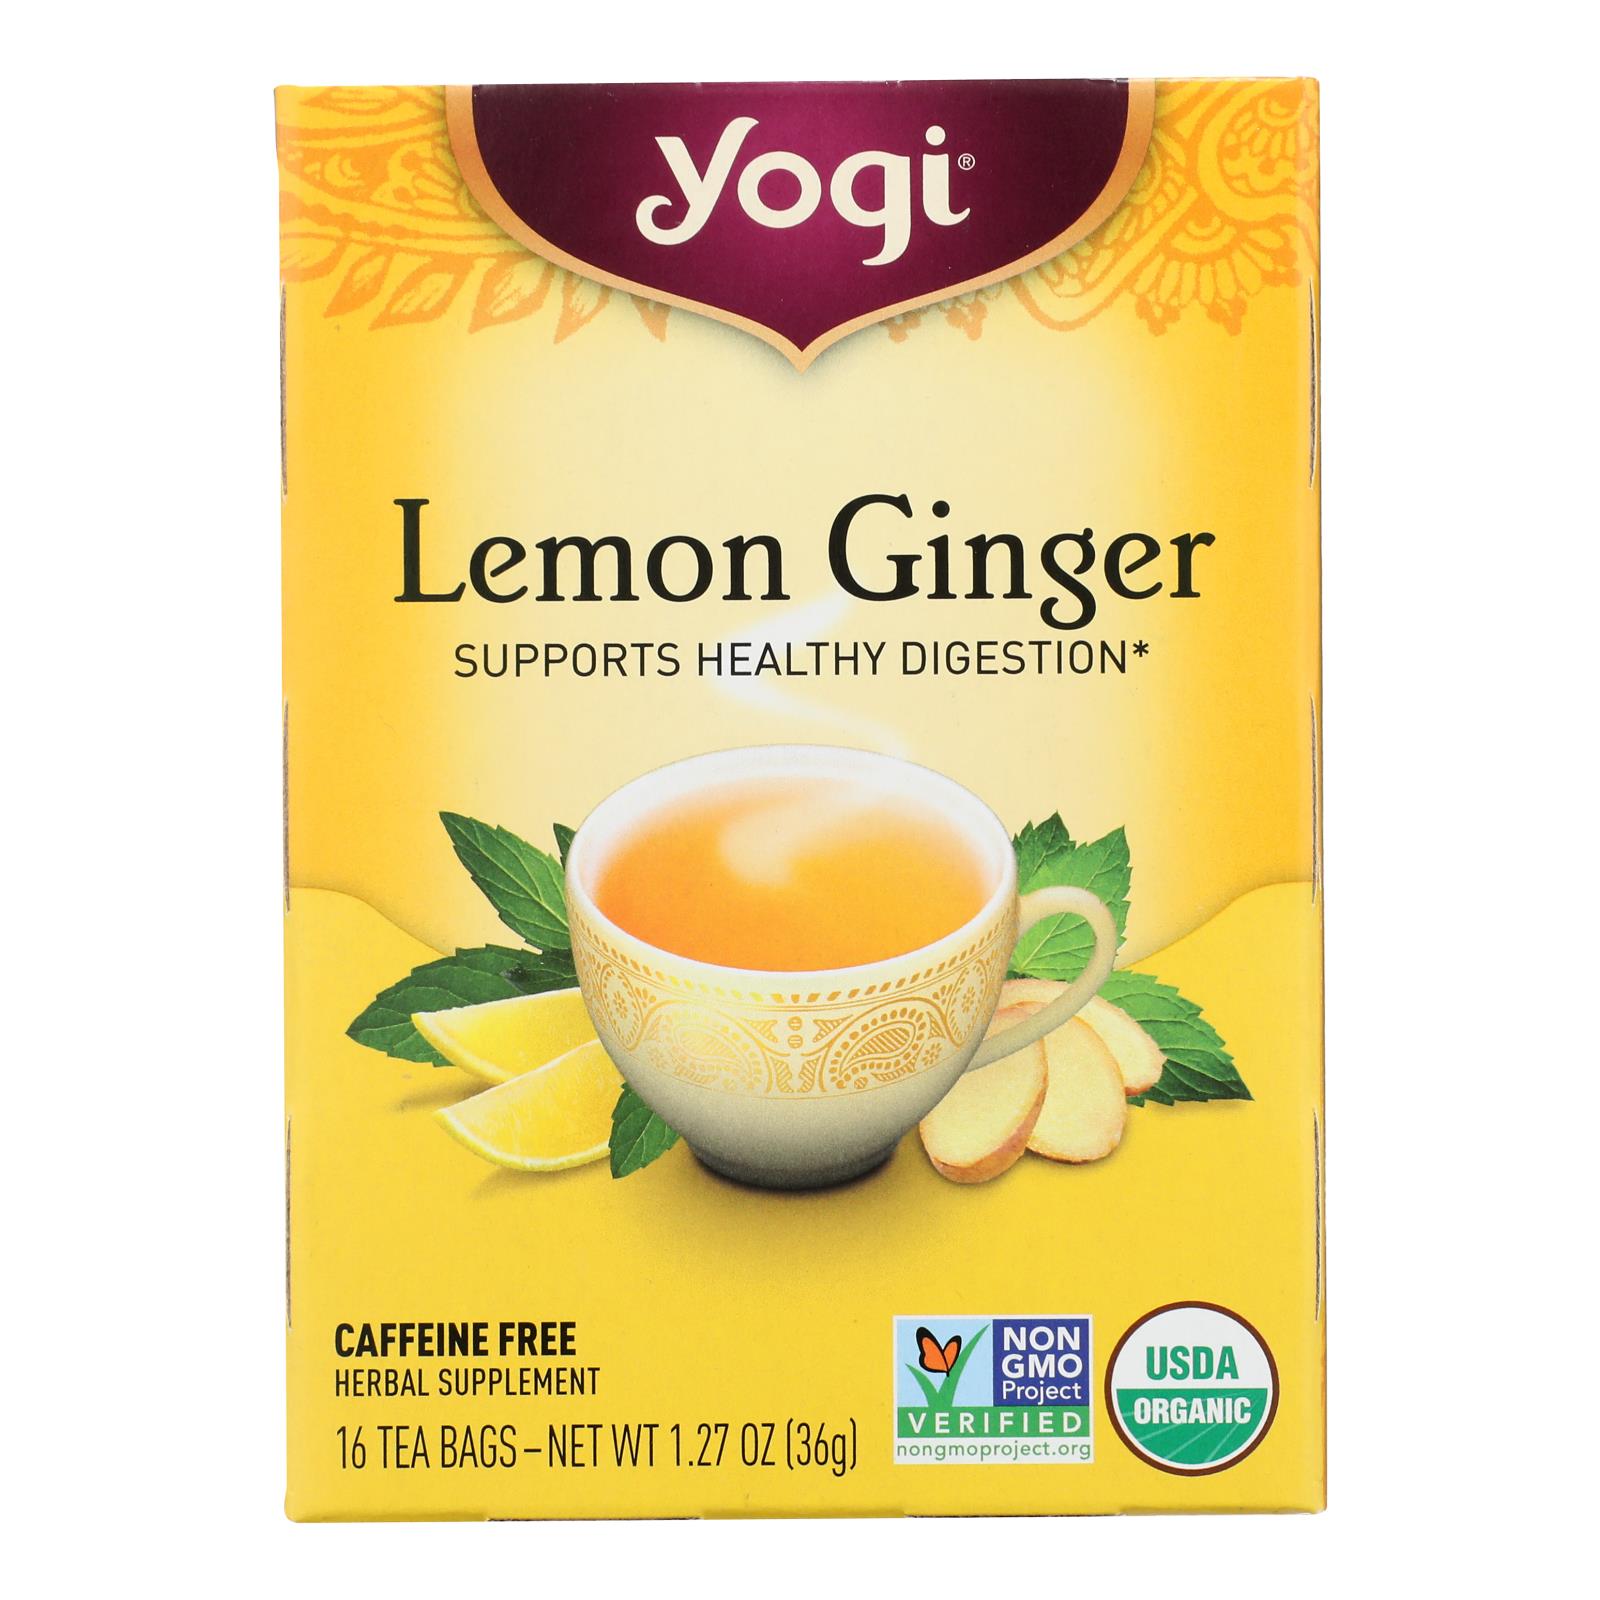 yogi®
Lemon Ginger
SUPPORTS HEALTHY DIGESTION*
CAFFEINE FREE
HERBAL SUPPLEMENT
16 TEA BAGS – NET WT 1.27 OZ (36g)
NON
GMO
Project
VERIFIED
nongmoproject.org
USDA
ORGANIC